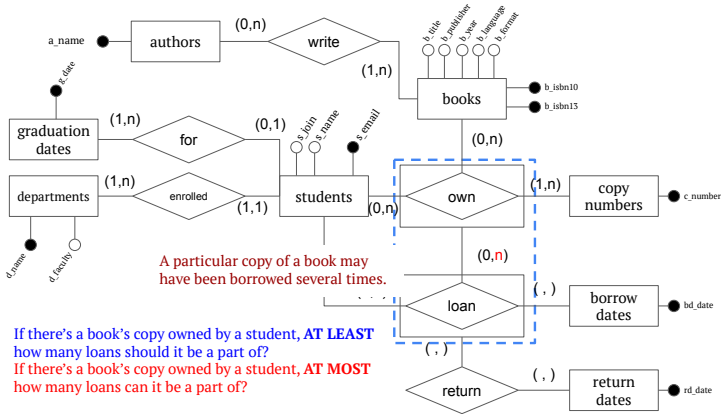 a_name
authors
(0,n)
write
(1,n)
b_title
b_publisher
b_year
b_language
b_format
books
b_isbn10
b_isbn13
(0,n)
g_date
graduation
dates
(1,n)
for
(0,1)
s_join
s_name
s_email
departments
(1,n)
enrolled
(1,1)
students
(0,n)
own
(1,n)
copy
numbers
c_number
d_name
d_faculty
A particular copy of a book may
have been borrowed several times.
(0,n)
loan
( , )
borrow
dates
bd_date
If there's a book's copy owned by a student, AT LEAST
how many loans should it be a part of?
If there's a book's copy owned by a student, AT MOST
how many loans can it be a part of?
( , )
return
( , )
return
dates
rd_date